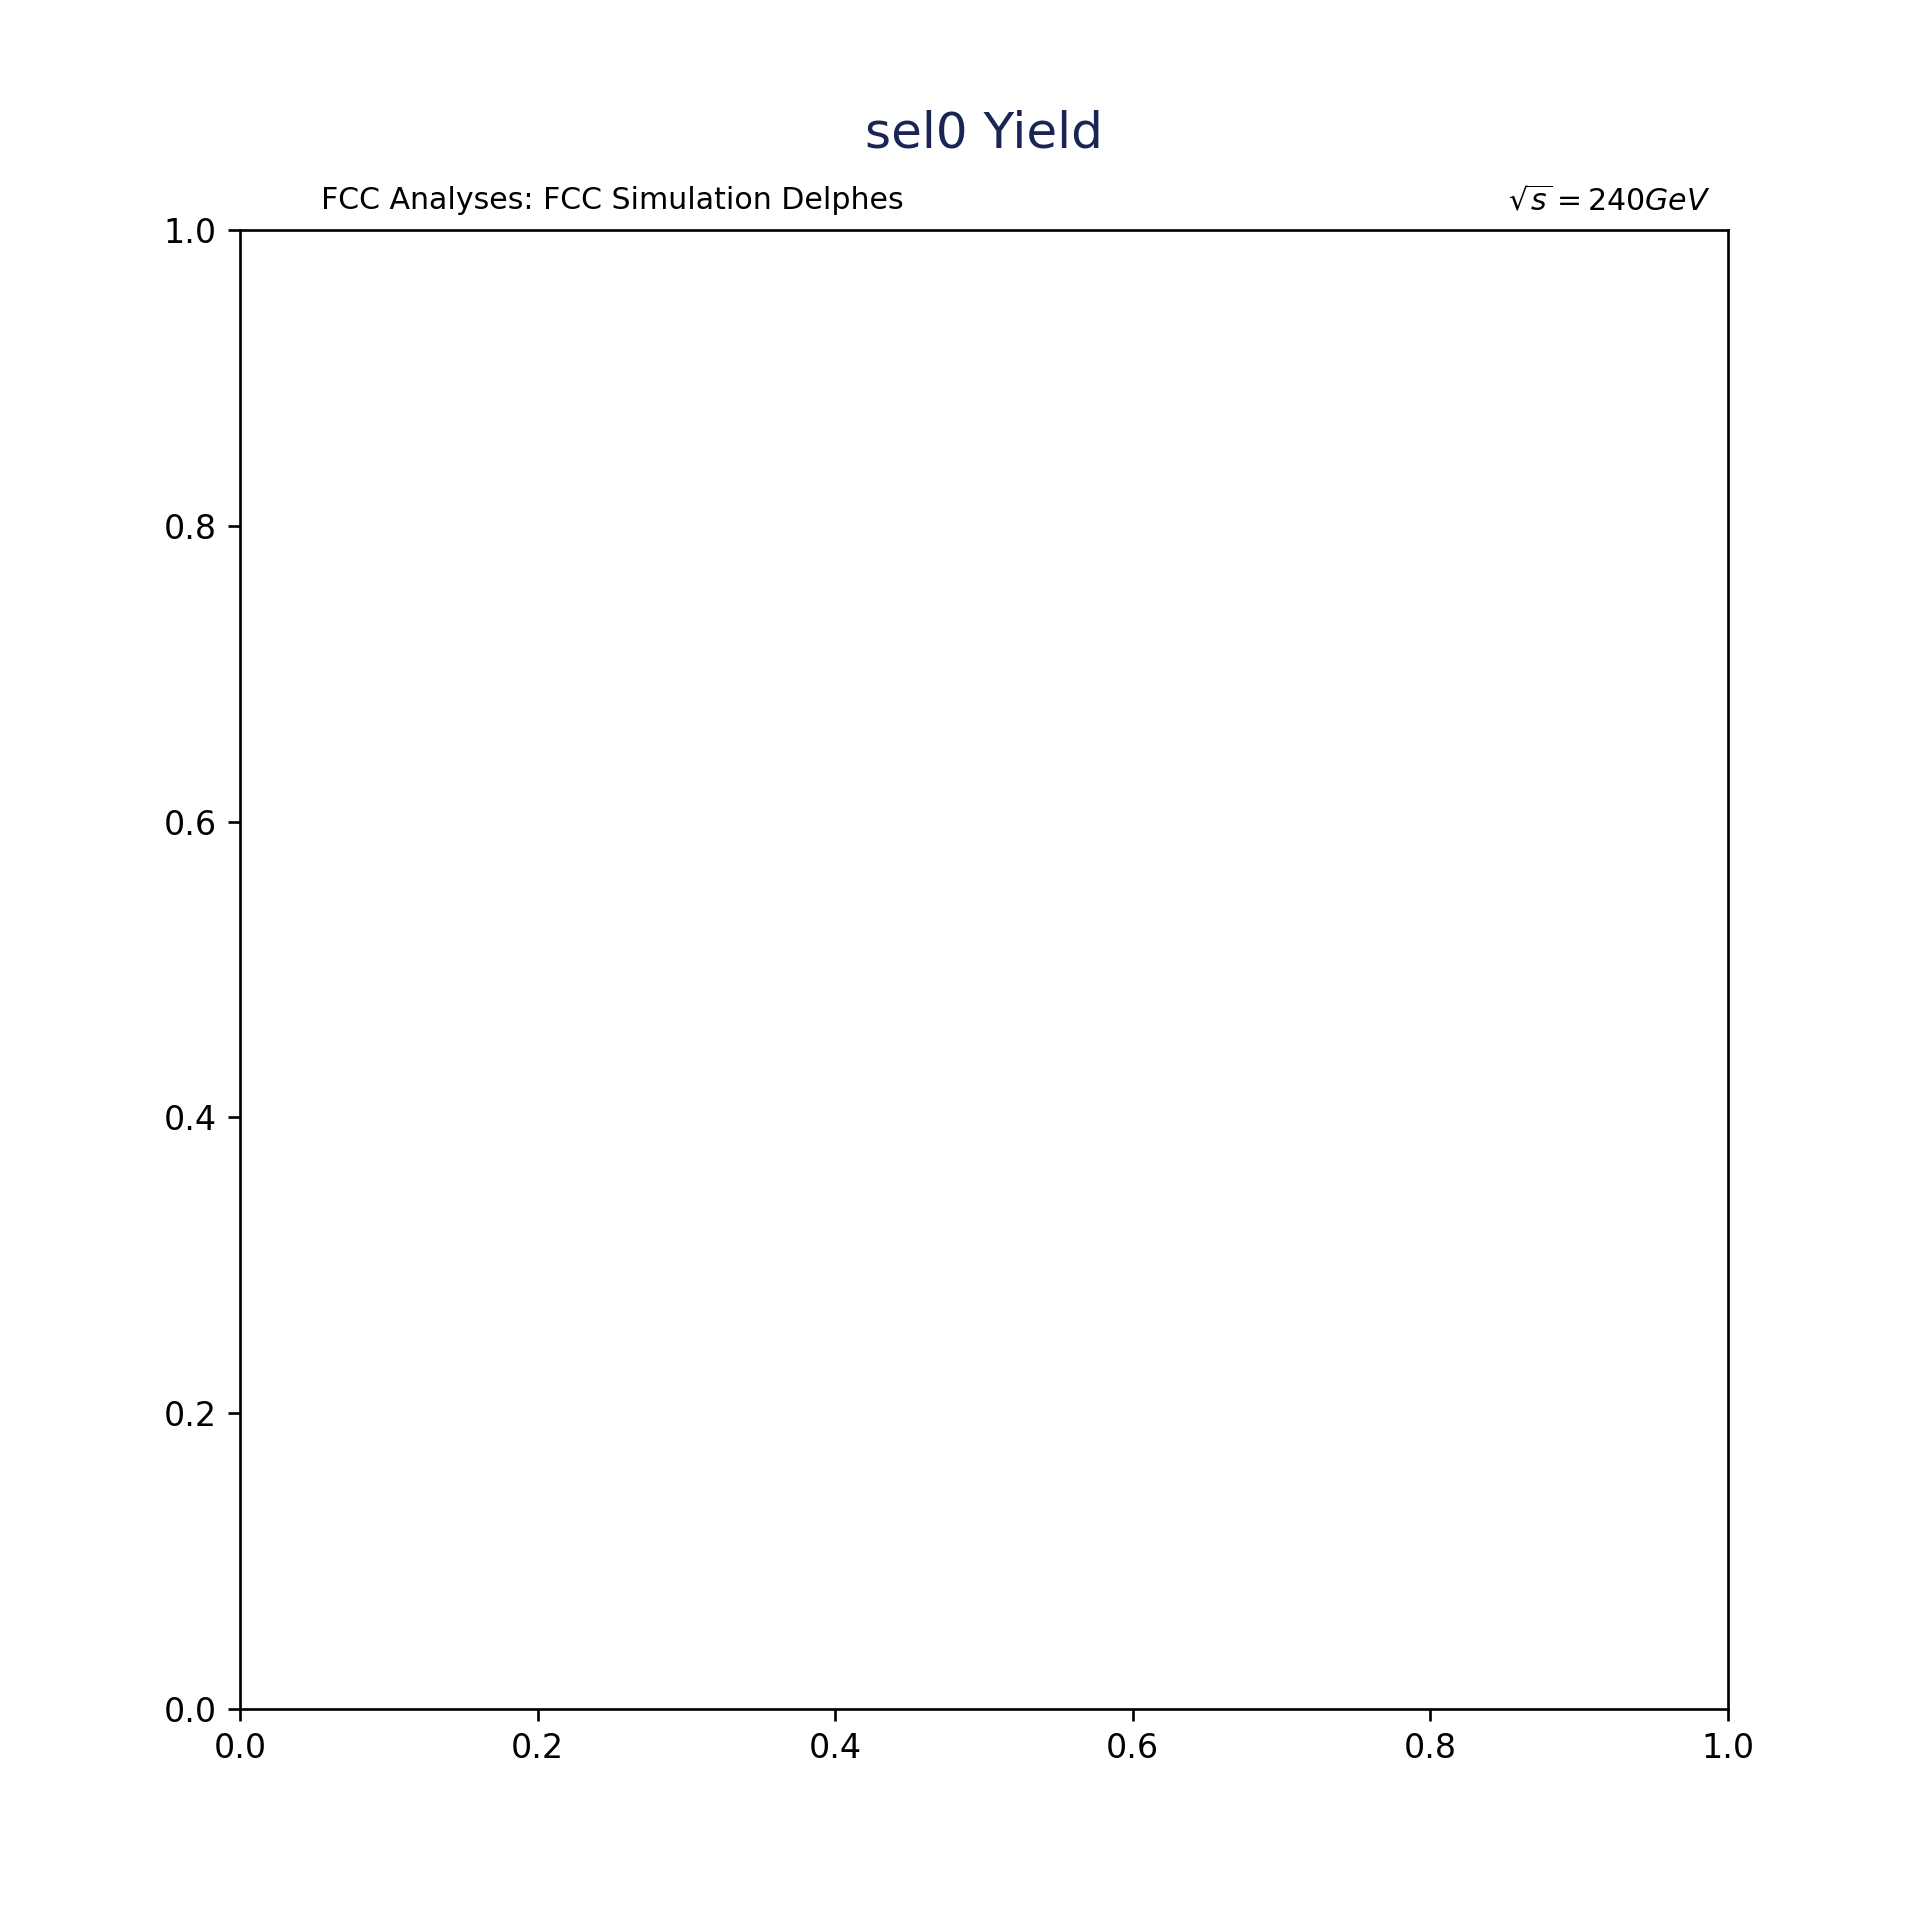 sel0 Yield
FCC Analyses: FCC Simulation Delphes
√s = 240GeV
1.0
0.8
0.6
0.4
0.2
0.0
0.0 0.2 0.4 0.6 0.8 1.0